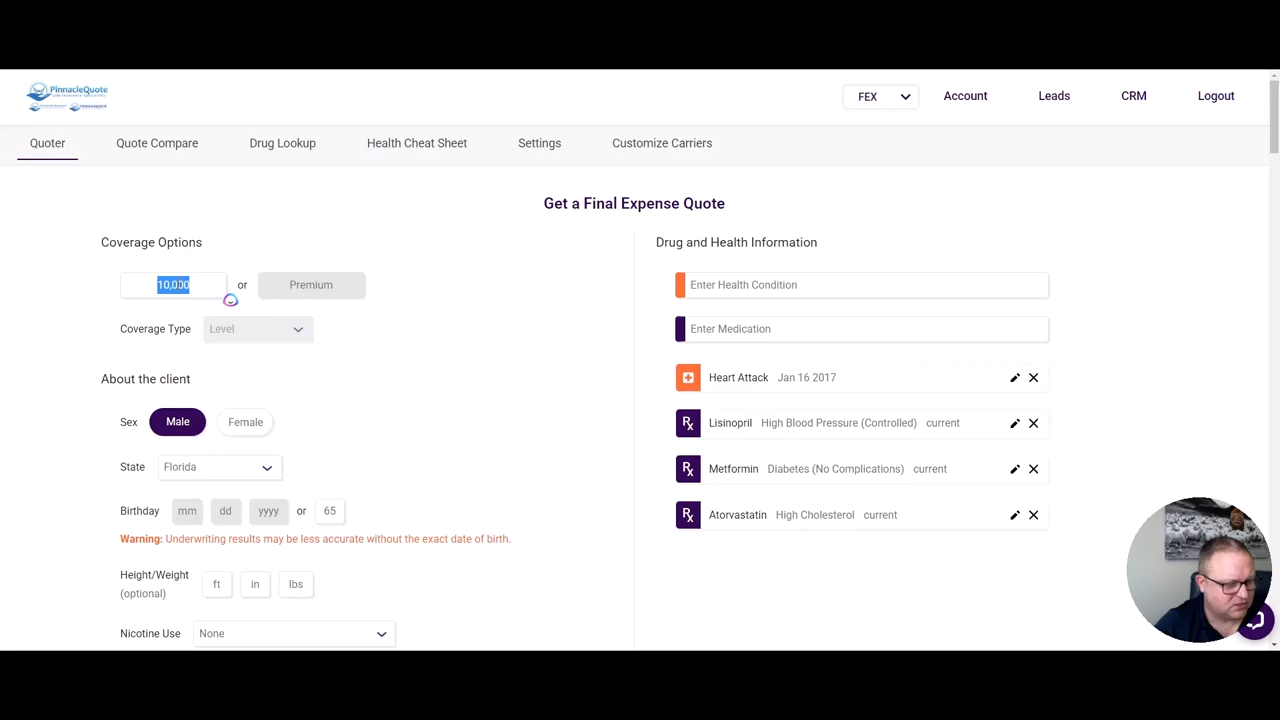 PinnacleQuote
FEX
Account
Leads
CRM
Logout
Quoter
Quote Compare
Drug Lookup
Health Cheat Sheet
Settings
Customize Carriers
Get a Final Expense Quote
Coverage Options
10,000
or
Premium
Coverage Type
Level
About the client
Sex
Male
Female
State
Florida
Birthday
mm
dd
yyyy
or
65
Warning: Underwriting results may be less accurate without the exact date of birth.
Height/Weight
(optional)
ft
in
lbs
Nicotine Use
None
Drug and Health Information
Enter Health Condition
Enter Medication
Heart Attack Jan 16 2017
Rx Lisinopril High Blood Pressure (Controlled) current
Rx Metformin Diabetes (No Complications) current
Rx Atorvastatin High Cholesterol current